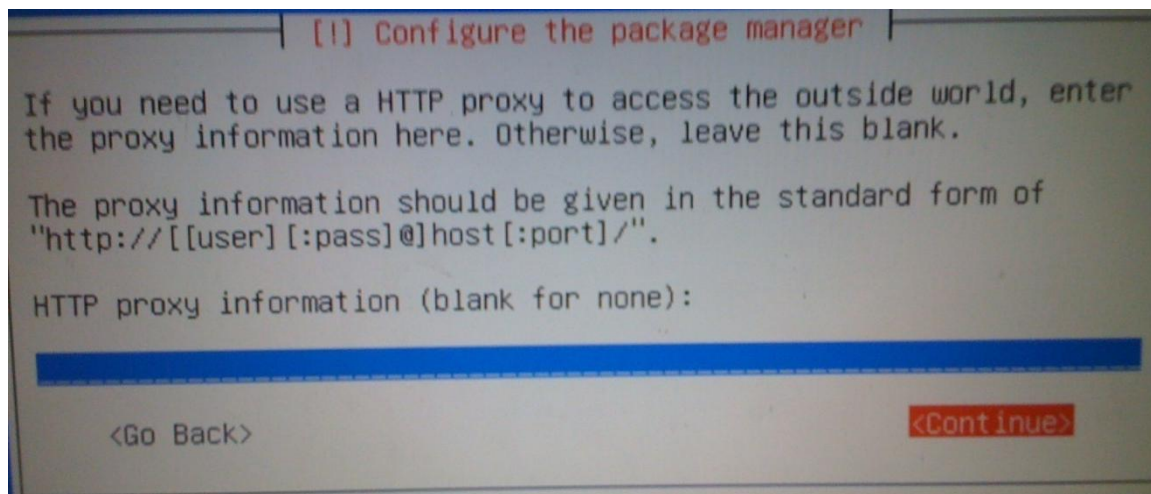 [!] Configure the package manager
If you need to use a HTTP proxy to access the outside world, enter
the proxy information here. Otherwise, leave this blank.
The proxy information should be given in the standard form of
"http://[[user][:pass]@]host[:port]/".
HTTP proxy information (blank for none):
<Go Back> <Continue>